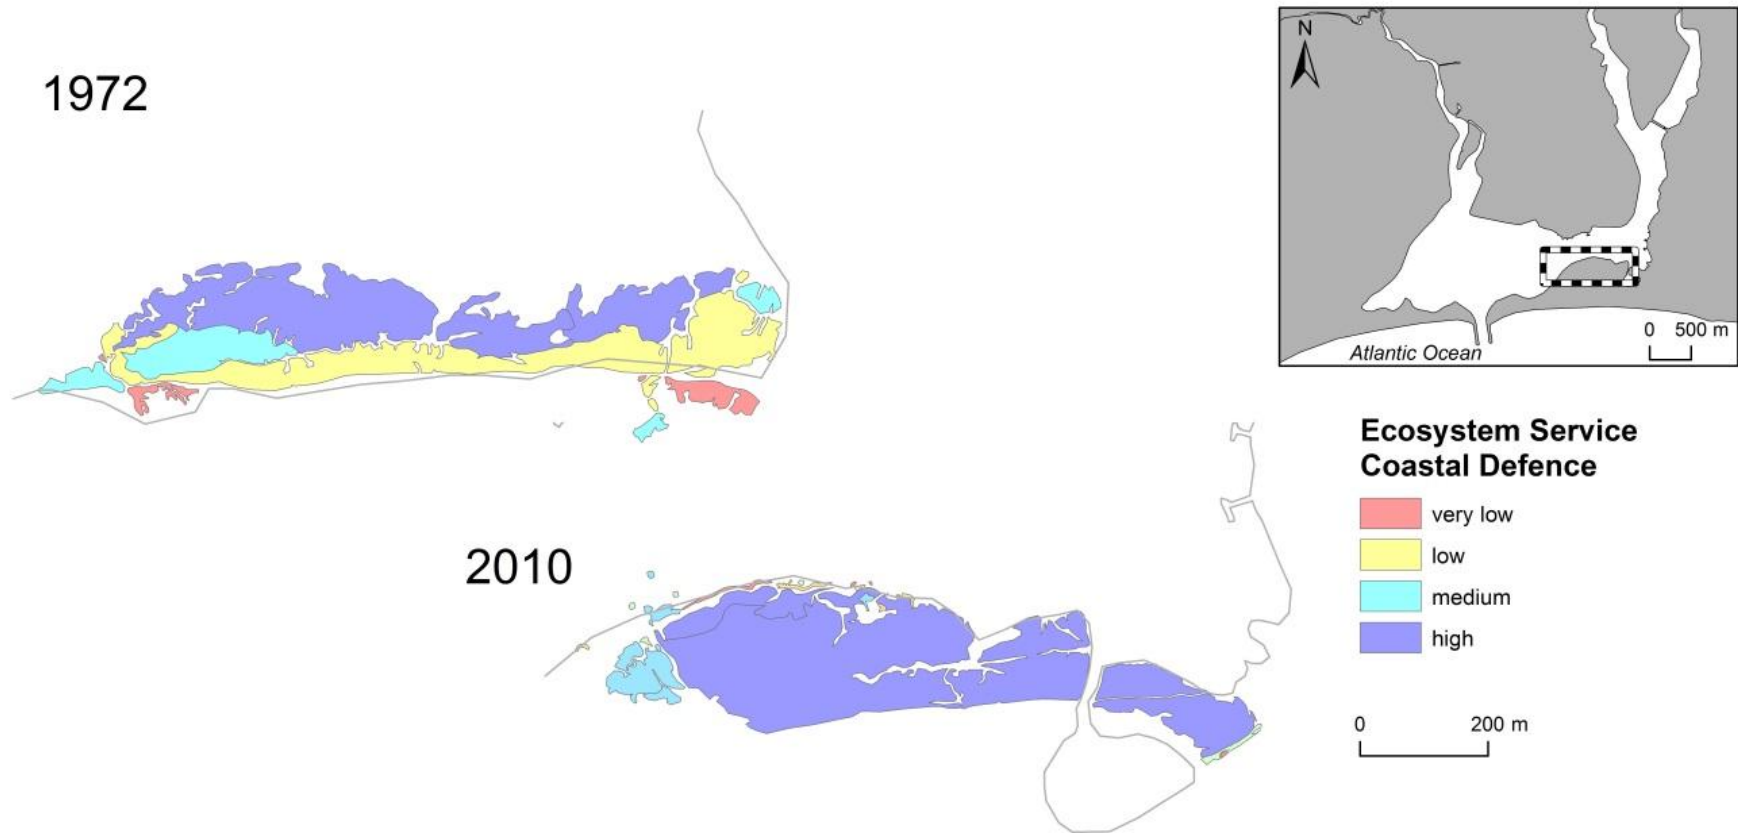 1972
N
0 500 m
Atlantic Ocean
Ecosystem Service
Coastal Defence
very low
low
medium
high
2010
0 200 m